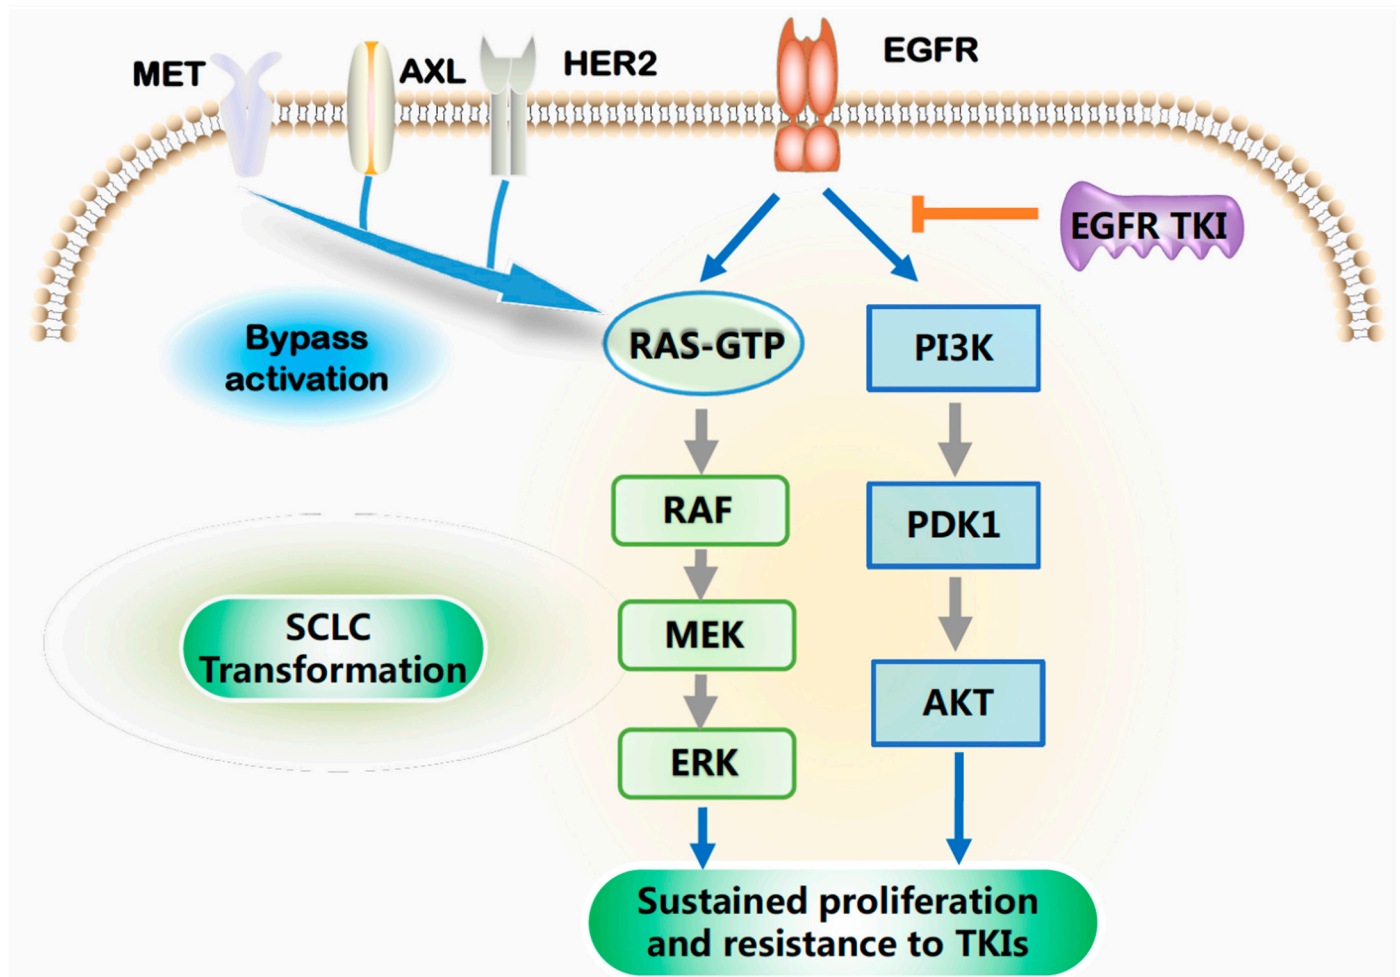 MET
AXL
HER2
EGFR
EGFR TKI
Bypass
activation
RAS-GTP
PI3K
RAF
PDK1
SCLC
Transformation
MEK
AKT
ERK
Sustained proliferation
and resistance to TKIs